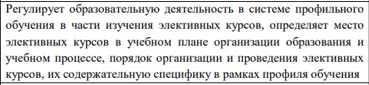 Регулирует образовательную деятельность в системе профильного
обучения в части изучения элективных курсов, определяет место
элективных курсов в учебном плане организации образования и
учебном процессе, порядок организации и проведения элективных
курсов, их содержательную специфику в рамках профиля обучения